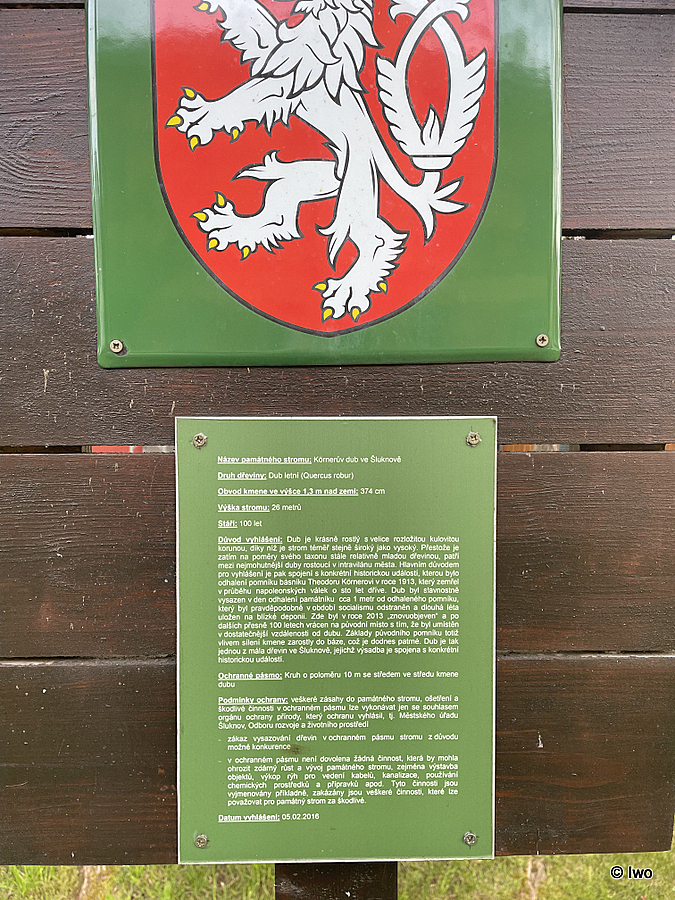 Název památného stromu: Körnerův dub ve Šluknově
Druh dřeviny: Dub letní (Quercus robur)
Obvod kmene ve výšce 1,3 m nad zemí: 374 cm
Výška stromu: 26 metrů
Stáří: 100 let
Důvod vyhlášení: Dub je krásně rostlý s velice rozložitou kulovitou
korunou, díky níž je strom téměř stejně široký jako vysoký. Přestože je
zatím na poměry svého taxonu stále relativně mladou dřevinou, patří
mezi nejmohutnější duby rostoucí v intravilánu města. Hlavním důvodem
pro vyhlášení je pak spojení s konkrétní historickou událostí, kterou bylo
odhalení pomníku básníku Theodoru Körnerovi v roce 1913, který zemřel
v průběhu napoleonských válek o sto let dříve. Dub byl slavnostně
vysazen v den odhalení památníku cca 1 metr od odhaleného pomníku,
který byl pravděpodobně v období socialismu odstraněn a dlouhá léta
uložen na blízké deponii. Zde byl v roce 2013 „znovuobjeven“ a po
dalších přesně 100 letech vrácen na původní místo s tím, že byl umístěn
v dostatečnější vzdálenosti od dubu. Základy původního pomníku totiž
vlivem sílení kmene zarostly do báze, což je dodnes patrné. Dub je tak
jednou z mála dřevin ve Šluknově, jejichž výsadba je spojena s konkrétní
historickou událostí.
Ochranné pásmo: Kruh o poloměru 10 m se středem ve středu kmene
dubu
Podmínky ochrany: veškeré zásahy do památného stromu, ošetření a
škodlivé činnosti v ochranném pásmu lze vykonávat jen se souhlasem
orgánu ochrany přírody, který ochranu vyhlásil, tj. Městského úřadu
Šluknov, Odboru rozvoje a životního prostředí
- zákaz vysazování dřevin v ochranném pásmu stromu z důvodu
možné konkurence
- v ochranném pásmu není dovolena žádná činnost, která by mohla
ohrozit zdárný růst a vývoj památného stromu, zejména výstavba
objektů, výkop rýh pro vedení kabelů, kanalizace, používání
chemických prostředků a přípravků apod. Tyto činnosti jsou
vyjmenovány příkladně, zakázány jsou veškeré činnosti, které lze
považovat pro památný strom za škodlivé.
Datum vyhlášení: 05.02.2016
© Iwo